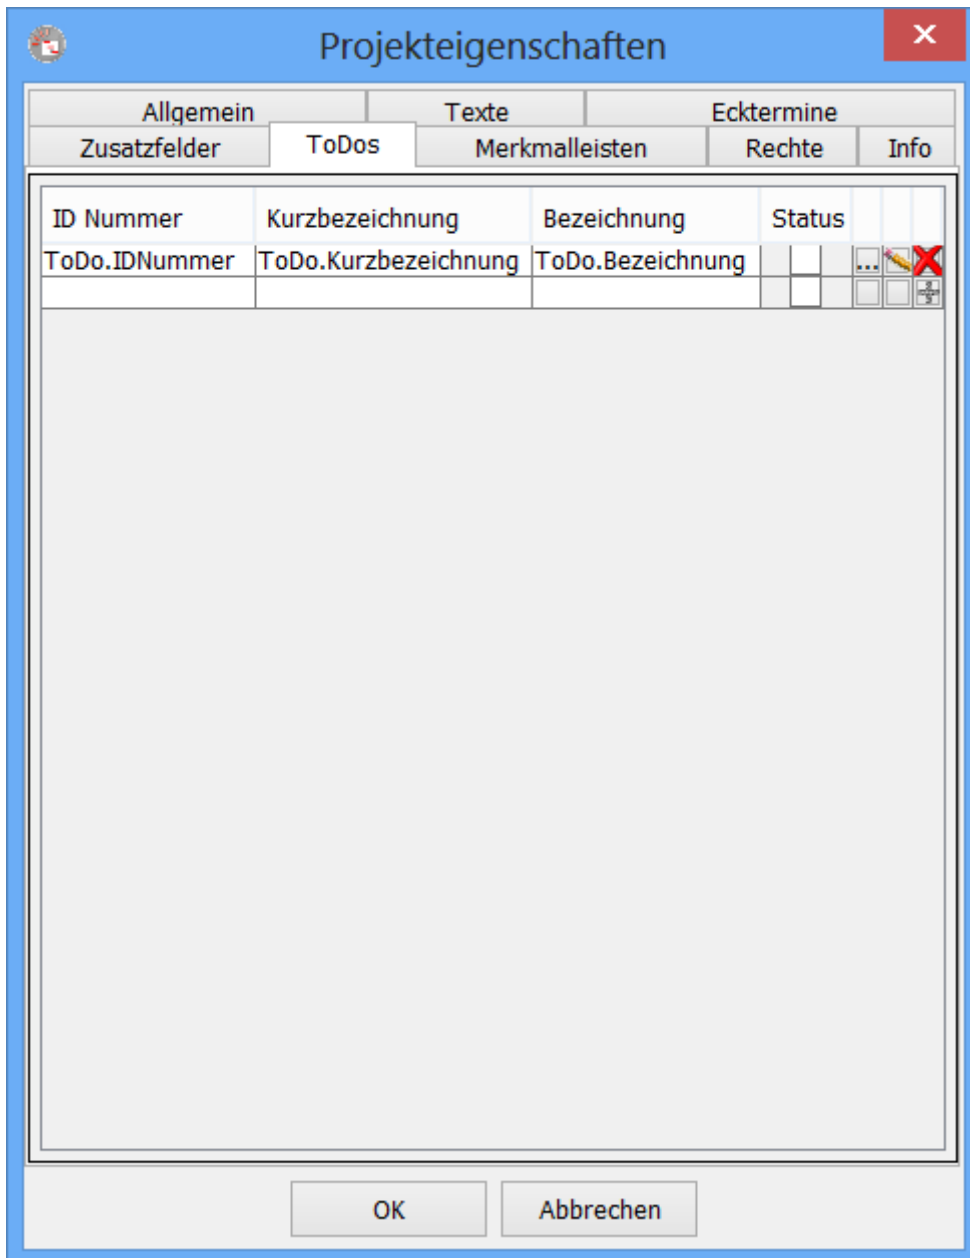 Projekteigenschaften
Allgemein Texte Ecktermine
Zusatzfelder ToDos Merkmalleisten Rechte Info
ID Nummer Kurzbezeichnung Bezeichnung Status
ToDo.IDNummer ToDo.Kurzbezeichnung ToDo.Bezeichnung ...
OK Abbrechen